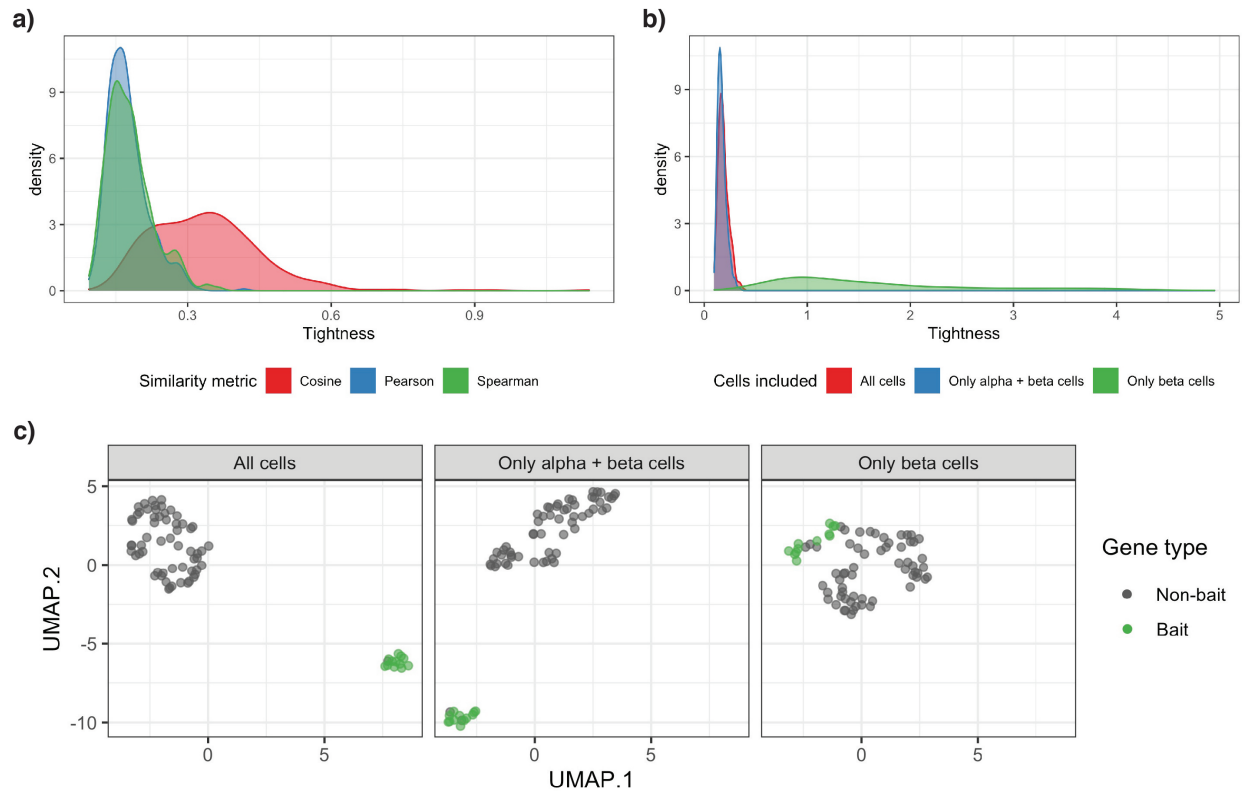 a)
9
6
3
0
density
0.3 0.6 0.9
Tightness
Similarity metric Cosine Pearson Spearman
b)
9
6
3
0
density
0 1 2 3 4 5
Tightness
Cells included All cells Only alpha + beta cells Only beta cells
c)
All cells Only alpha + beta cells Only beta cells
5
0
-5
-10
UMAP.2
0 5 0 5 0 5
UMAP.1
Gene type
Non-bait
Bait